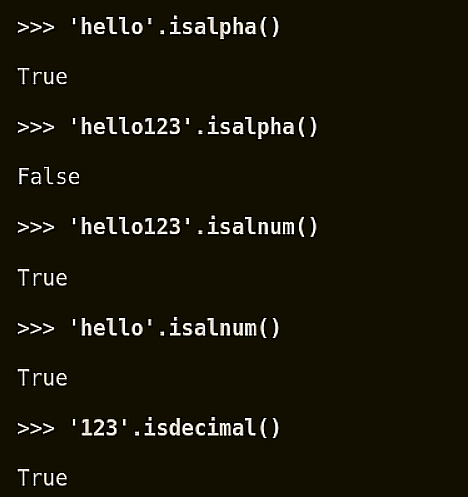 >>> 'hello'.isalpha()
True
>>> 'hello123'.isalpha()
False
>>> 'hello123'.isalnum()
True
>>> 'hello'.isalnum()
True
>>> '123'.isdecimal()
True